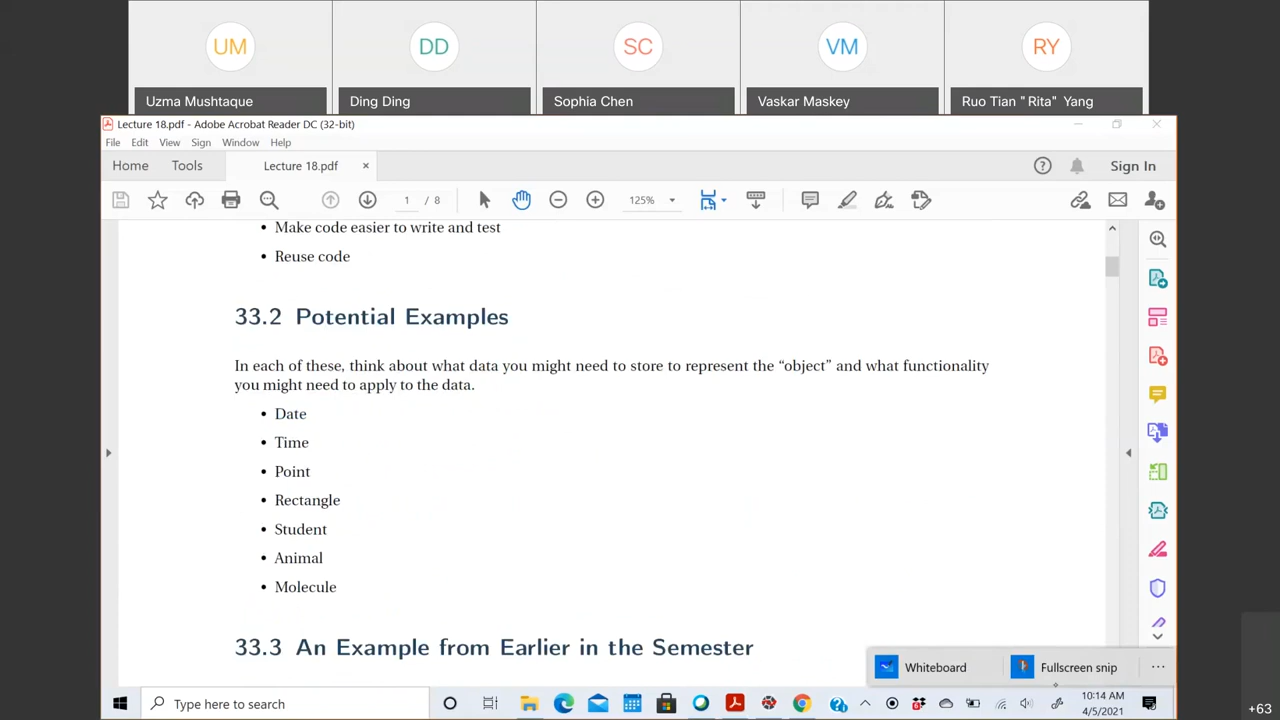 UM
DD
SC
VM
RY
Uzma Mushtaque
Ding Ding
Sophia Chen
Vaskar Maskey
Ruo Tian " Rita" Yang
Lecture 18.pdf - Adobe Acrobat Reader DC (32-bit)
File Edit View Sign Window Help
Home Tools Lecture 18.pdf × Sign In
1 / 8 125%
• Make code easier to write and test
• Reuse code
33.2 Potential Examples
In each of these, think about what data you might need to store to represent the “object” and what functionality
you might need to apply to the data.
• Date
• Time
• Point
• Rectangle
• Student
• Animal
• Molecule
33.3 An Example from Earlier in the Semester
Whiteboard Fullscreen snip ...
Type here to search
10:14 AM
4/5/2021
+63